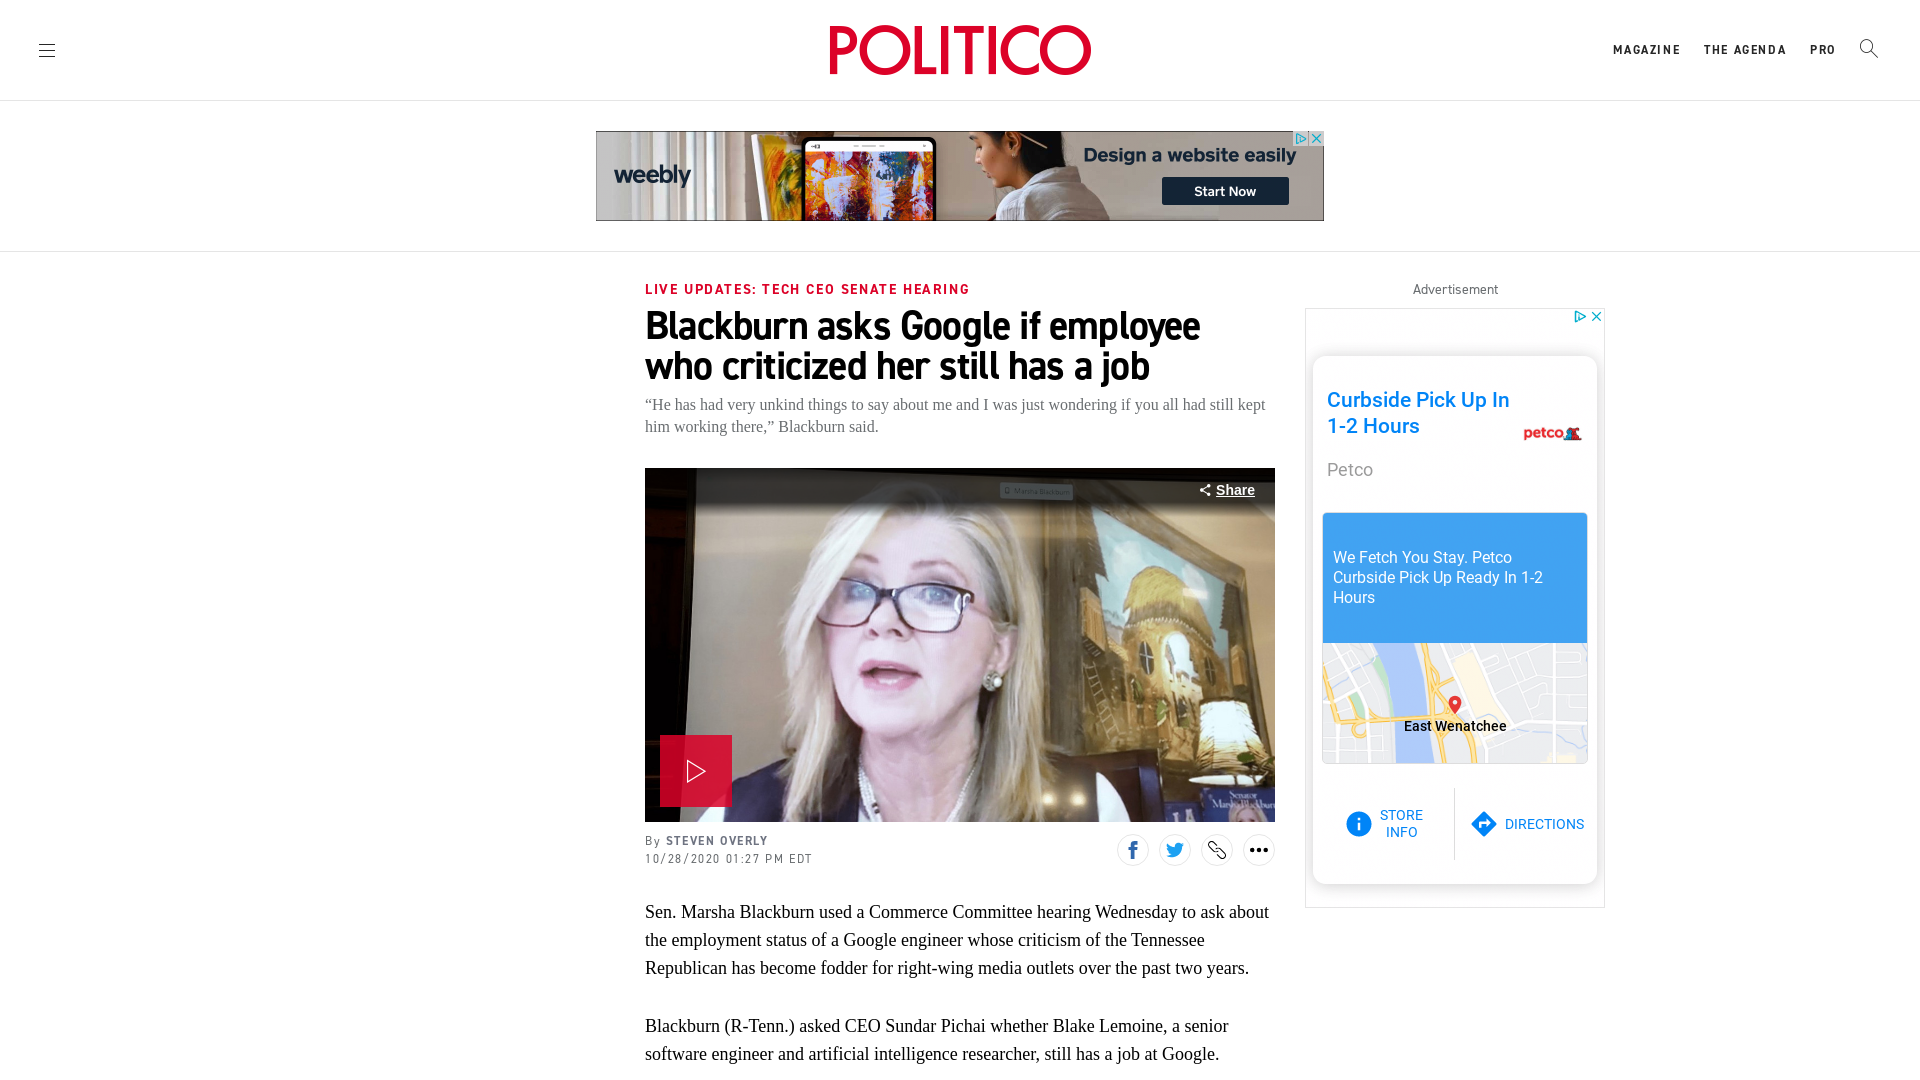 POLITICO
MAGAZINE
THE AGENDA
PRO
weebly
Design a website easily
Start Now
LIVE UPDATES: TECH CEO SENATE HEARING
Blackburn asks Google if employee
who criticized her still has a job
“He has had very unkind things to say about me and I was just wondering if you all had still kept
him working there,” Blackburn said.
Marsha Blackburn
Share
Senator
Marsha Blackburn
By STEVEN OVERLY
10/28/2020 01:27 PM EDT
Sen. Marsha Blackburn used a Commerce Committee hearing Wednesday to ask about
the employment status of a Google engineer whose criticism of the Tennessee
Republican has become fodder for right-wing media outlets over the past two years.
Blackburn (R-Tenn.) asked CEO Sundar Pichai whether Blake Lemoine, a senior
software engineer and artificial intelligence researcher, still has a job at Google.
Advertisement
Curbside Pick Up In
1-2 Hours
petco
Petco
We Fetch You Stay. Petco
Curbside Pick Up Ready In 1-2
Hours
East Wenatchee
STORE
INFO
DIRECTIONS